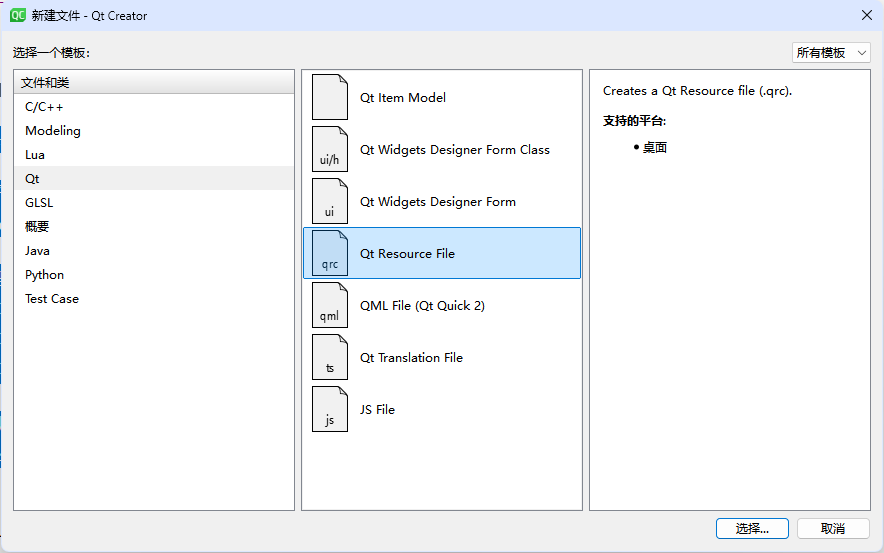 QC 新建文件 - Qt Creator
选择一个模板:
所有模板
文件和类
C/C++
Modeling
Lua
Qt
GLSL
概要
Java
Python
Test Case
Qt Item Model
ui/h Qt Widgets Designer Form Class
ui Qt Widgets Designer Form
qrc Qt Resource File
qml QML File (Qt Quick 2)
ts Qt Translation File
js JS File
Creates a Qt Resource file (.qrc).
支持的平台:
• 桌面
选择...
取消